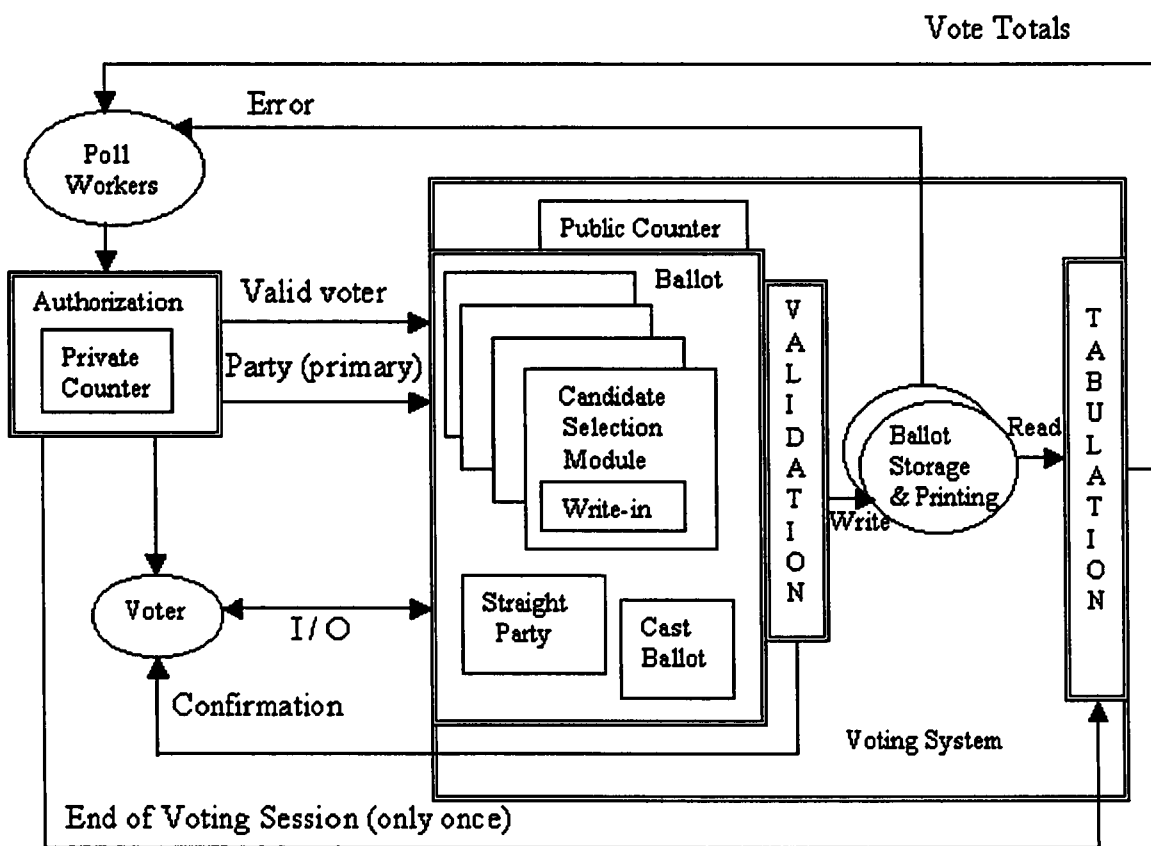 Vote Totals
Error
Poll
Workers
Public Counter
Ballot
Authorization
Private
Counter
Valid voter
Party (primary)
Candidate
Selection
Module
Write-in
VALIDATION
Ballot
Storage
& Printing
Write
Read
TABULATION
Voter
I / O
Straight
Party
Cast
Ballot
Confirmation
Voting System
End of Voting Session (only once)